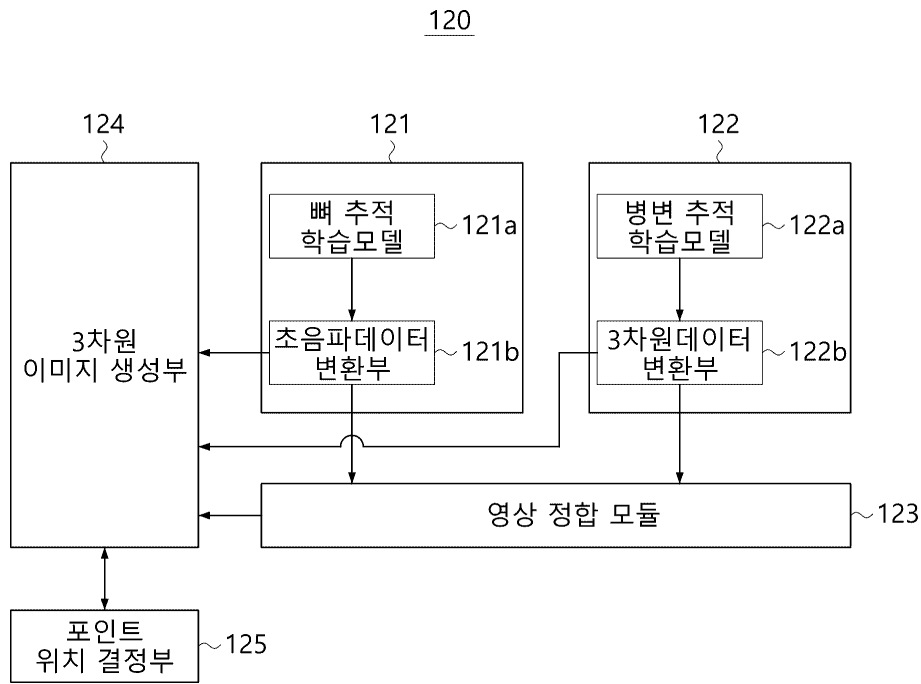 120
124
121
122
뼈 추적
학습모델
121a
병변 추적
학습모델
122a
3차원
이미지 생성부
초음파데이터
변환부
121b
3차원데이터
변환부
122b
영상 정합 모듈
123
포인트
위치 결정부
125